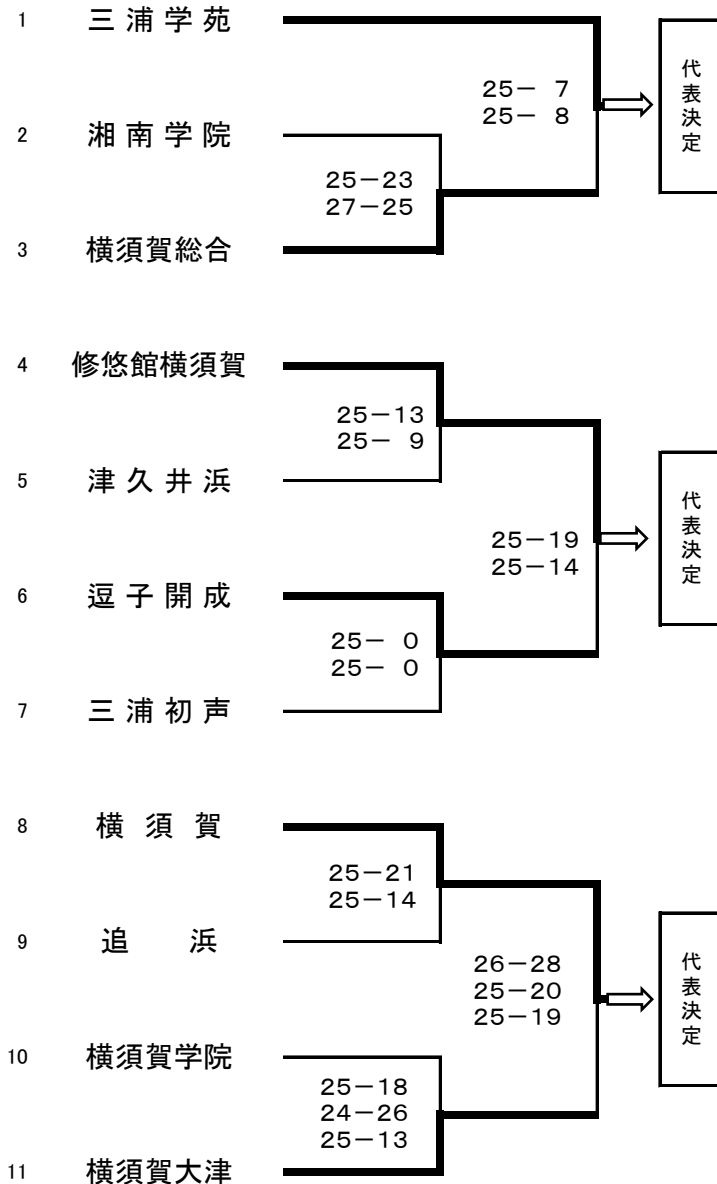 1 三浦学苑
25－ 7
25－ 8
代表決定
2 湘南学院
25－23
27－25
3 横須賀総合
4 修悠館横須賀
25－13
25－ 9
5 津久井浜
25－19
25－14
代表決定
6 逗子開成
25－ 0
25－ 0
7 三浦初声
8 横須賀
25－21
25－14
9 追浜
26－28
25－20
25－19
代表決定
10 横須賀学院
25－18
24－26
25－13
11 横須賀大津